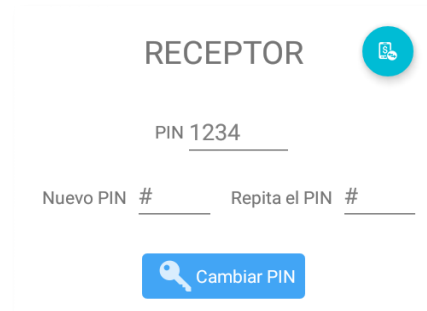 RECEPTOR
PIN 1234
Nuevo PIN # Repita el PIN #
Cambiar PIN